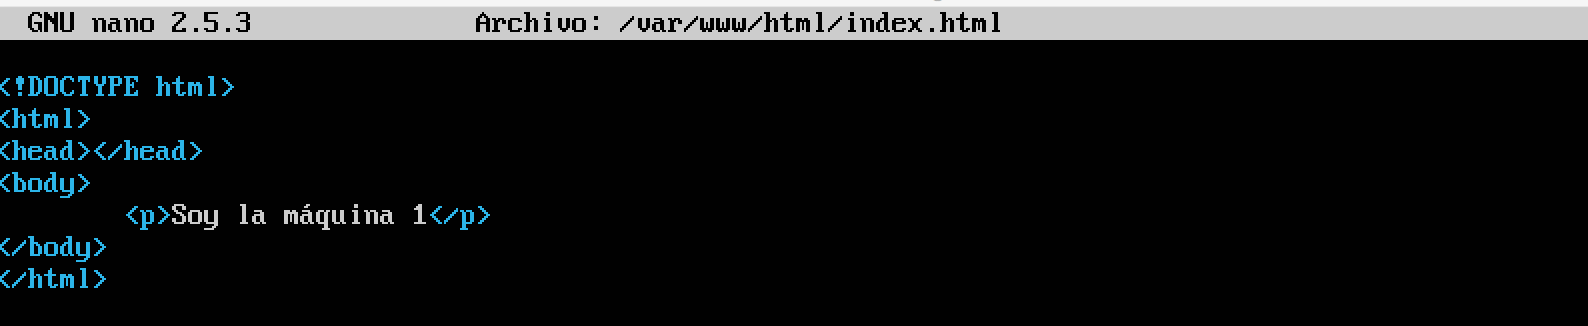 GNU nano 2.5.3 Archivo: /var/www/html/index.html
<!DOCTYPE html>
<html>
<head></head>
<body>
<p>Soy la máquina 1</p>
</body>
</html>